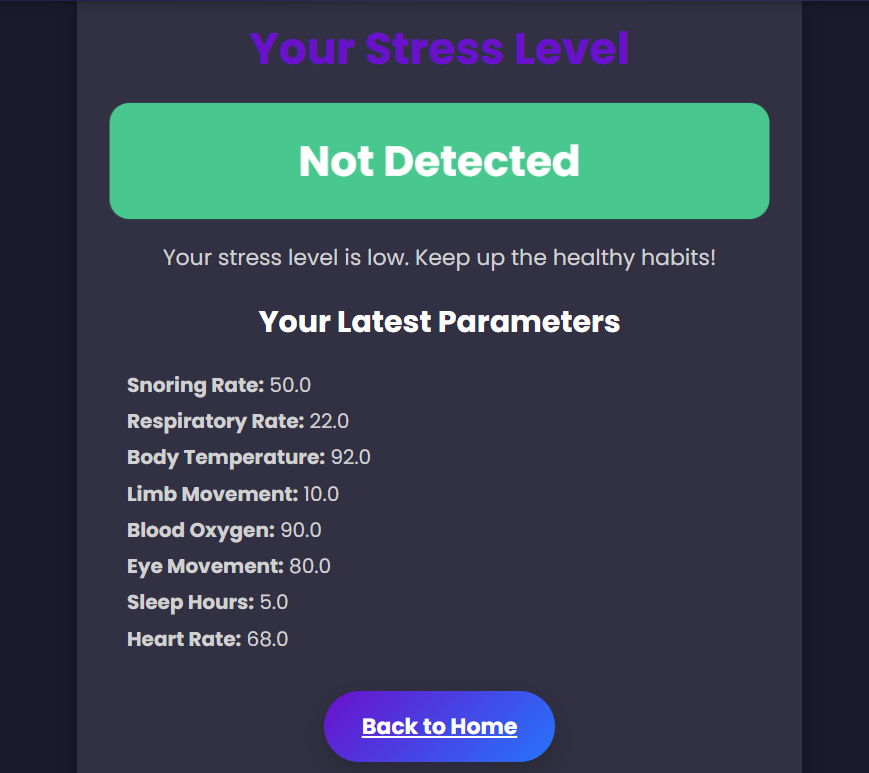 Your Stress Level
Not Detected
Your stress level is low. Keep up the healthy habits!
Your Latest Parameters
Snoring Rate: 50.0
Respiratory Rate: 22.0
Body Temperature: 92.0
Limb Movement: 10.0
Blood Oxygen: 90.0
Eye Movement: 80.0
Sleep Hours: 5.0
Heart Rate: 68.0
Back to Home